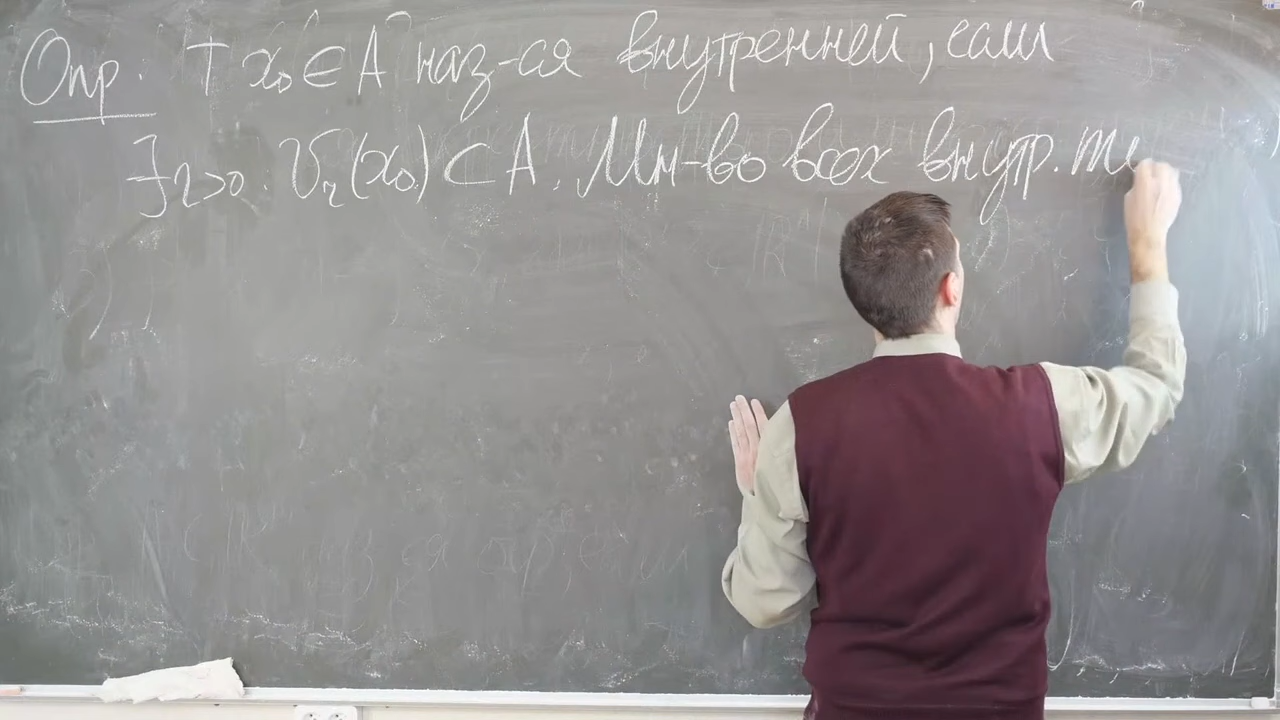 Опр. Т x₀ ∈ A наз-ся внутренней, если
∃ r>0 : U_r(x₀) ⊂ A. Мн-во всех внутр. т